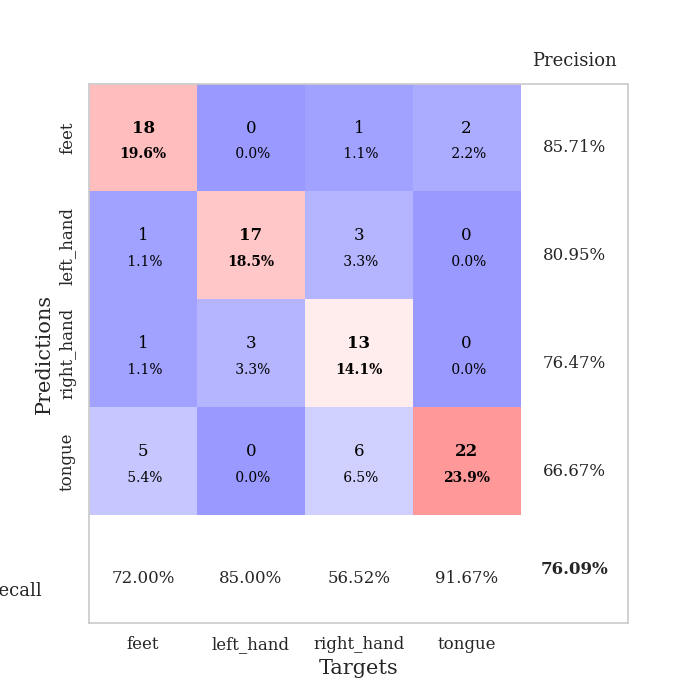 Precision
feet 18 0 1 2 85.71%
19.6% 0.0% 1.1% 2.2%
left_hand 1 17 3 0 80.95%
1.1% 18.5% 3.3% 0.0%
Predictions
right_hand 1 3 13 0 76.47%
1.1% 3.3% 14.1% 0.0%
tongue 5 0 6 22 66.67%
5.4% 0.0% 6.5% 23.9%
ecall 72.00% 85.00% 56.52% 91.67% 76.09%
feet left_hand right_hand tongue
Targets